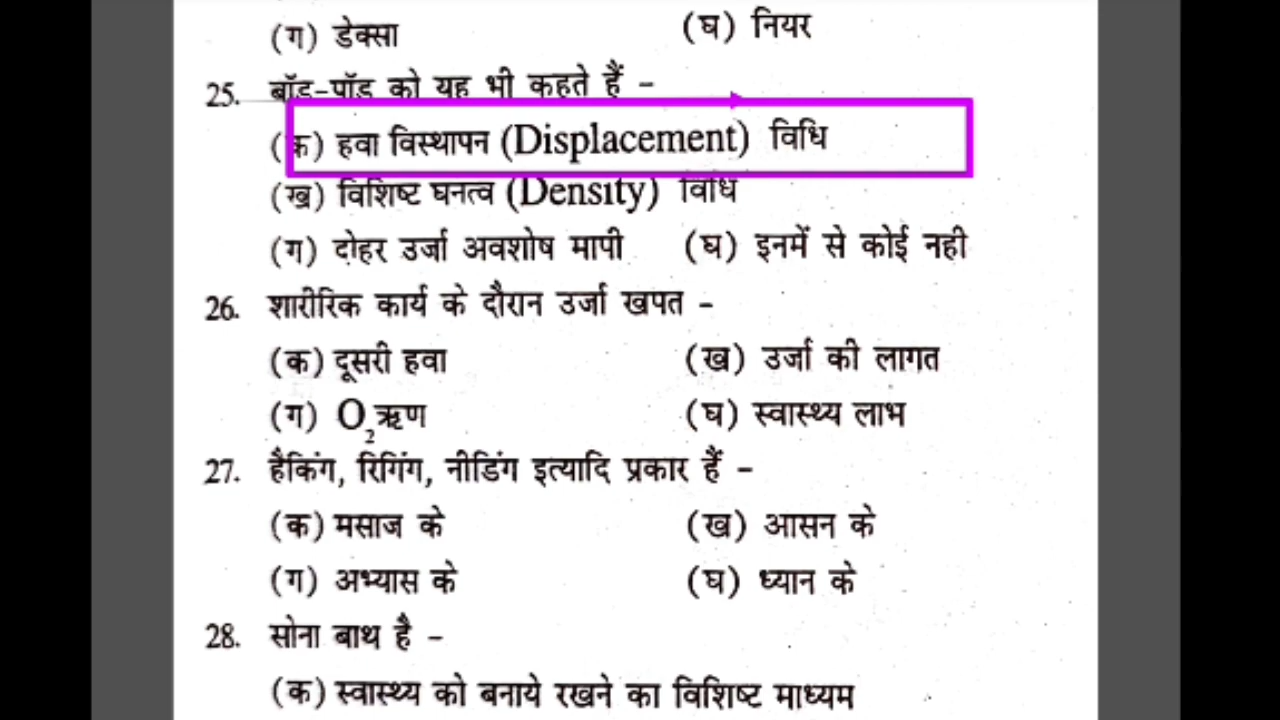 (ग) डेक्सा (घ) नियर
25. बॉड-पॉड को यह भी कहते हैं -
(क) हवा विस्थापन (Displacement) विधि
(ख) विशिष्ट घनत्व (Density) विधि
(ग) दोहर उर्जा अवशोष मापी (घ) इनमें से कोई नही
26. शारीरिक कार्य के दौरान उर्जा खपत -
(क) दूसरी हवा (ख) उर्जा की लागत
(ग) O₂ ऋण (घ) स्वास्थ्य लाभ
27. हैकिंग, रिगिंग, नीडिंग इत्यादि प्रकार हैं -
(क) मसाज के (ख) आसन के
(ग) अभ्यास के (घ) ध्यान के
28. सोना बाथ है -
(क) स्वास्थ्य को बनाये रखने का विशिष्ट माध्यम